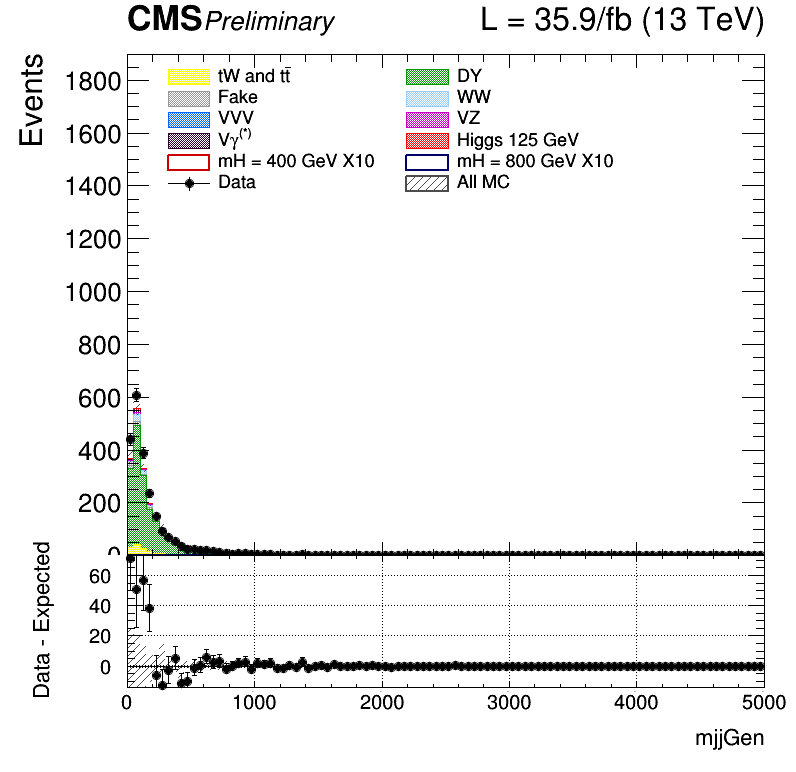 CMS Preliminary L = 35.9/fb (13 TeV)
Events
1800
1600
1400
1200
1000
800
600
400
200
0
tW and tt̄ DY
Fake WW
VVV VZ
Vγ(*) Higgs 125 GeV
mH = 400 GeV X10 mH = 800 GeV X10
Data All MC
Data - Expected
60
40
20
0
0 1000 2000 3000 4000 5000
mjjGen